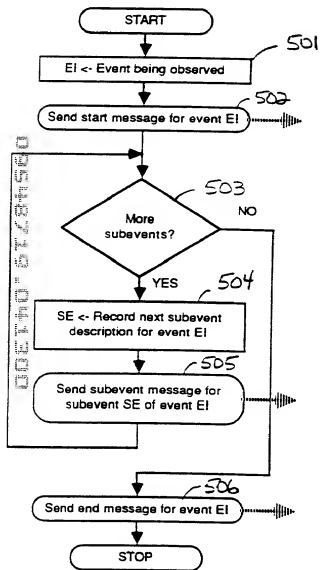 START
501
EI <- Event being observed
502
Send start message for event EI
503
More
subevents?
NO
YES
504
SE <- Record next subevent
description for event EI
505
Send subevent message for
subevent SE of event EI
506
Send end message for event EI
STOP